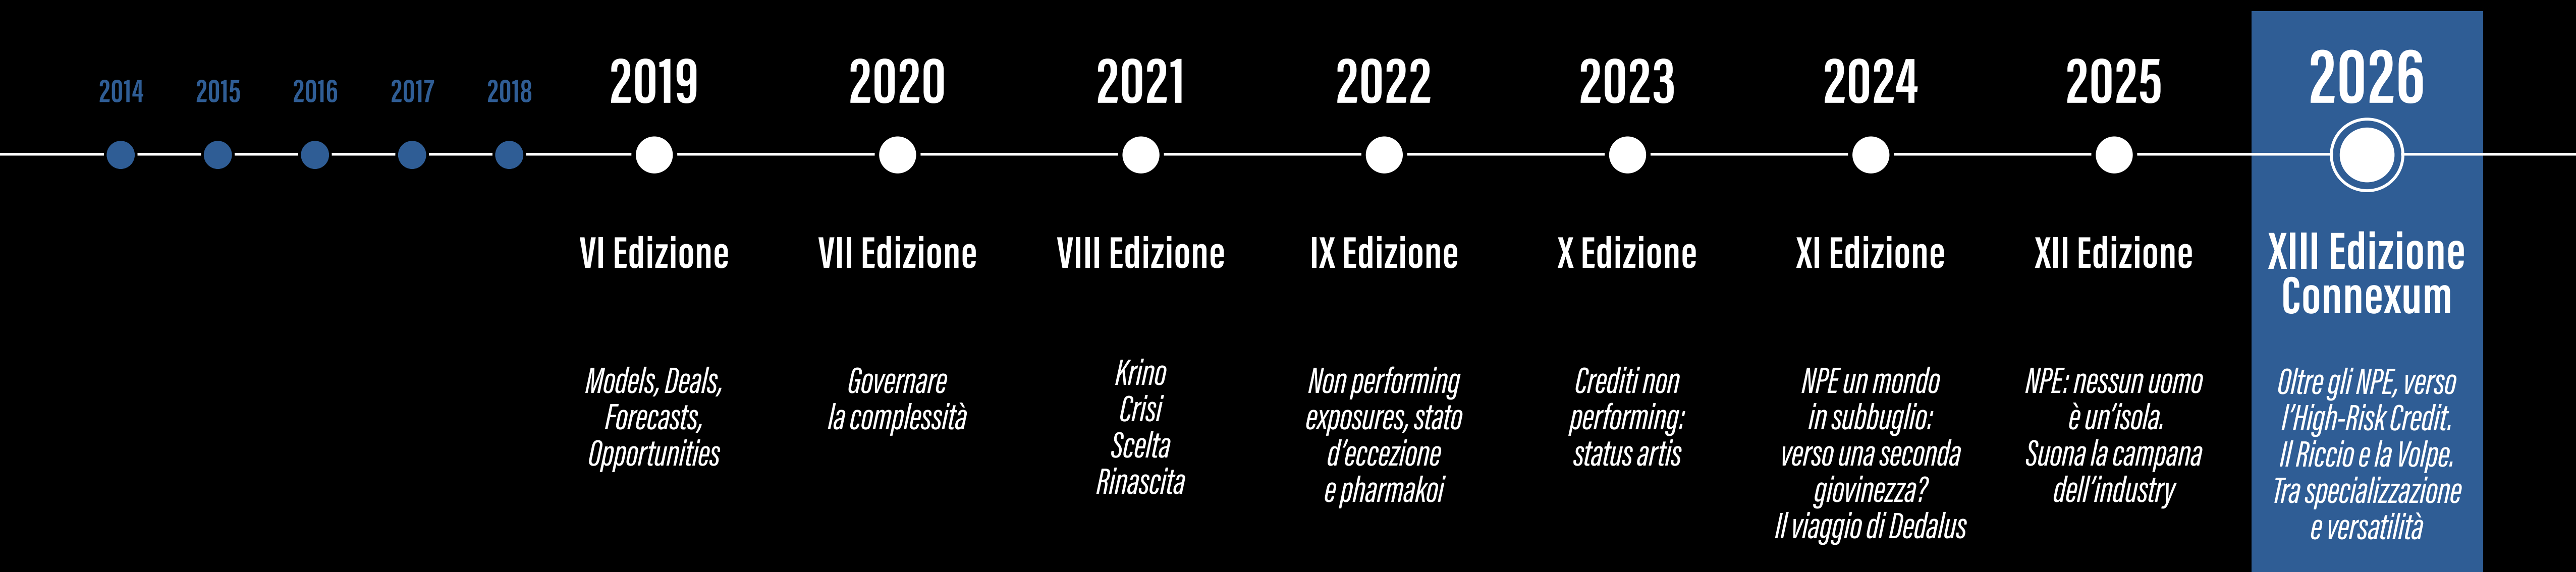 2014
2015
2016
2017
2018
2019
2020
2021
2022
2023
2024
2025
2026
VI Edizione
Models, Deals,
Forecasts,
Opportunities
VII Edizione
Governare
la complessità
VIII Edizione
Krino
Crisi
Scelta
Rinascita
IX Edizione
Non performing
exposures, stato
d'eccezione
e pharmakoi
X Edizione
Crediti non
performing:
status artis
XI Edizione
NPE un mondo
in subbuglio:
verso una seconda
giovinezza?
Il viaggio di Dedalus
XII Edizione
NPE: nessun uomo
è un'isola.
Suona la campana
dell'industry
XIII Edizione
Connexum
Oltre gli NPE, verso
l'High-Risk Credit.
Il Riccio e la Volpe.
Tra specializzazione
e versatilità